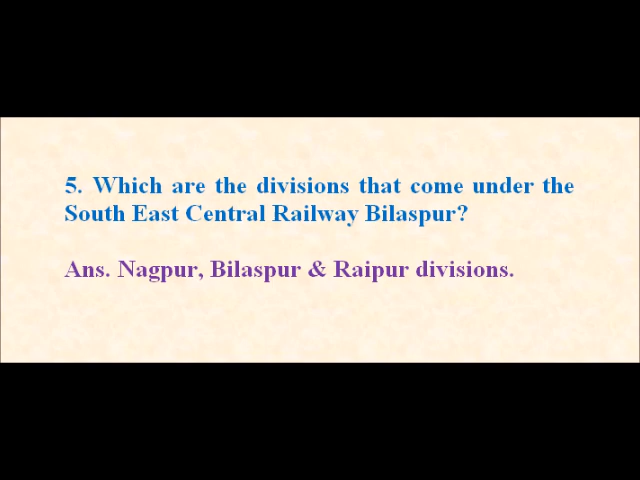 5. Which are the divisions that come under the
South East Central Railway Bilaspur?
Ans. Nagpur, Bilaspur & Raipur divisions.